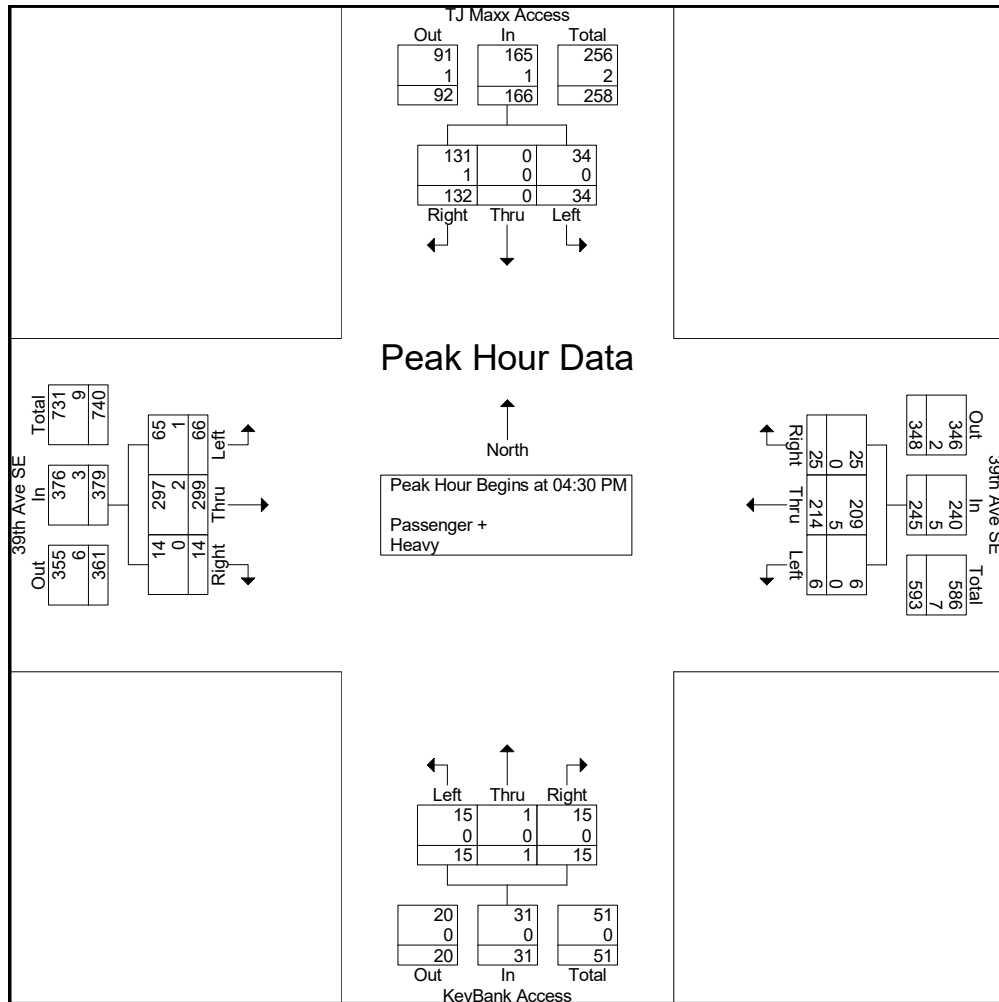 TJ Maxx Access
Out In Total
91 165 256
1 1 2
92 166 258
131 0 34
1 0 0
132 0 34
Right Thru Left
Peak Hour Data
North
Peak Hour Begins at 04:30 PM
Passenger +
Heavy
39th Ave SE
Out In Total
355 376 731
6 3 9
361 379 740
Left Thru Right
65 297 14
1 2 0
66 299 14
39th Ave SE
Out In Total
346 240 586
2 5 7
348 245 593
25 209 6
0 5 0
25 214 6
Right Thru Left
Left Thru Right
15 1 15
0 0 0
15 1 15
20 31 51
0 0 0
20 31 51
Out In Total
KeyBank Access